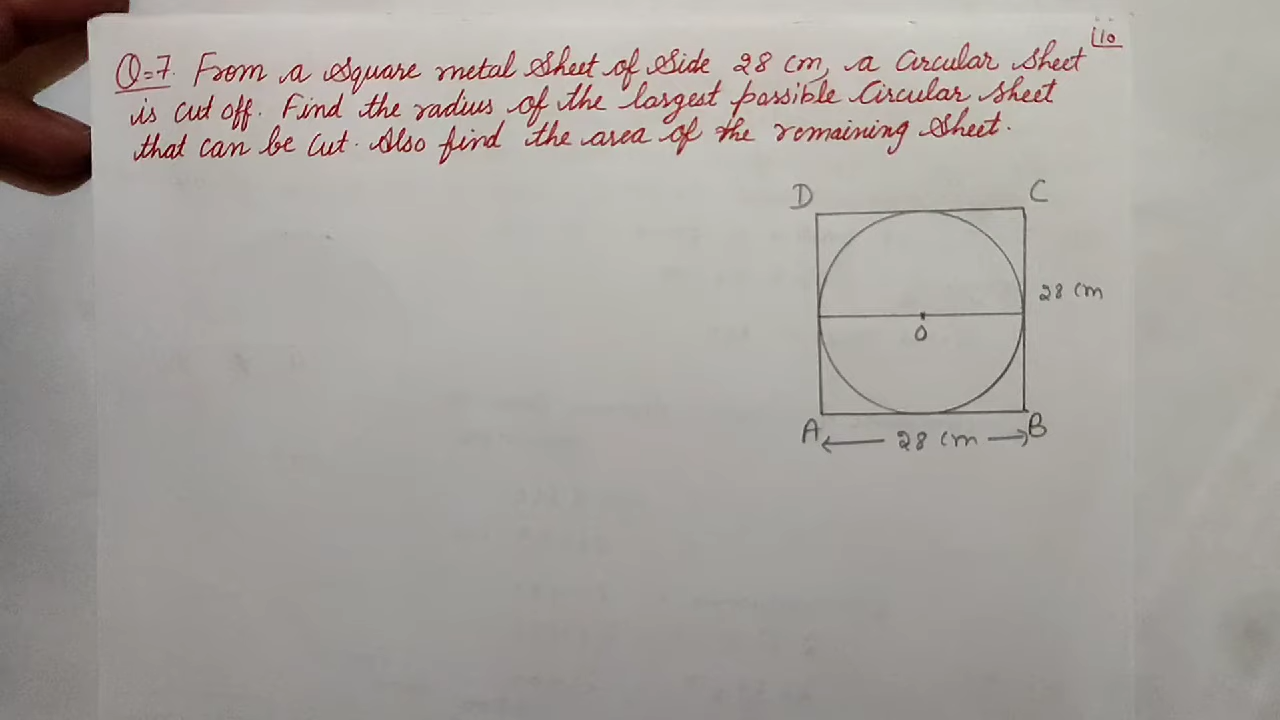 110
Q=7. From a square metal sheet of side 28 cm, a circular sheet
is cut off. Find the radius of the largest possible circular sheet
that can be cut. Also find the area of the remaining sheet.
D C
28 cm
O
A B
28 cm